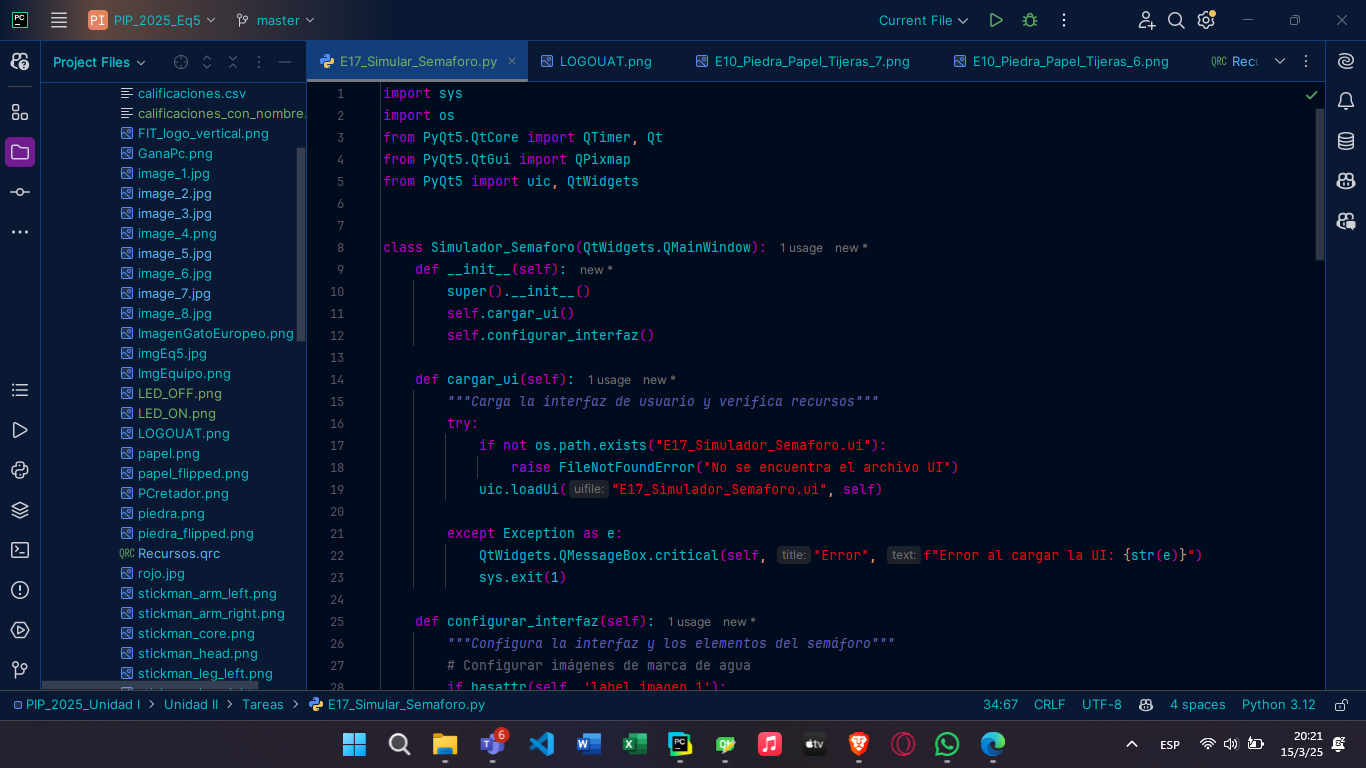 PC
PI PIP_2025_Eq5 master Current File
Project Files
E17_Simular_Semaforo.py LOGOUAT.png E10_Piedra_Papel_Tijeras_7.png E10_Piedra_Papel_Tijeras_6.png QRC Recu
calificaciones.csv
calificaciones_con_nombre.
FIT_logo_vertical.png
GanaPc.png
image_1.jpg
image_2.jpg
image_3.jpg
image_4.png
image_5.jpg
image_6.jpg
image_7.jpg
image_8.jpg
ImagenGatoEuropeo.png
imgEq5.jpg
ImgEquipo.png
LED_OFF.png
LED_ON.png
LOGOUAT.png
papel.png
papel_flipped.png
PCretador.png
piedra.png
piedra_flipped.png
QRC Recursos.qrc
rojo.jpg
stickman_arm_left.png
stickman_arm_right.png
stickman_core.png
stickman_head.png
stickman_leg_left.png
1 import sys
2 import os
3 from PyQt5.QtCore import QTimer, Qt
4 from PyQt5.QtGui import QPixmap
5 from PyQt5 import uic, QtWidgets
6
7
8 class Simulador_Semaforo(QtWidgets.QMainWindow): 1 usage new *
9 def __init__(self): new *
10 super().__init__()
11 self.cargar_ui()
12 self.configurar_interfaz()
13
14 def cargar_ui(self): 1 usage new *
15 """Carga la interfaz de usuario y verifica recursos"""
16 try:
17 if not os.path.exists("E17_Simulador_Semaforo.ui"):
18 raise FileNotFoundError("No se encuentra el archivo UI")
19 uic.loadUi( uifile: "E17_Simulador_Semaforo.ui", self)
20
21 except Exception as e:
22 QtWidgets.QMessageBox.critical(self, title: "Error", text: f"Error al cargar la UI: {str(e)}")
23 sys.exit(1)
24
25 def configurar_interfaz(self): 1 usage new *
26 """Configura la interfaz y los elementos del semáforo"""
27 # Configurar imágenes de marca de agua
28 if hasattr(self, 'label_imagen_1'):
PIP_2025_Unidad I > Unidad II > Tareas > E17_Simular_Semaforo.py 34:67 CRLF UTF-8 4 spaces Python 3.12
6
ESP
20:21
15/3/25